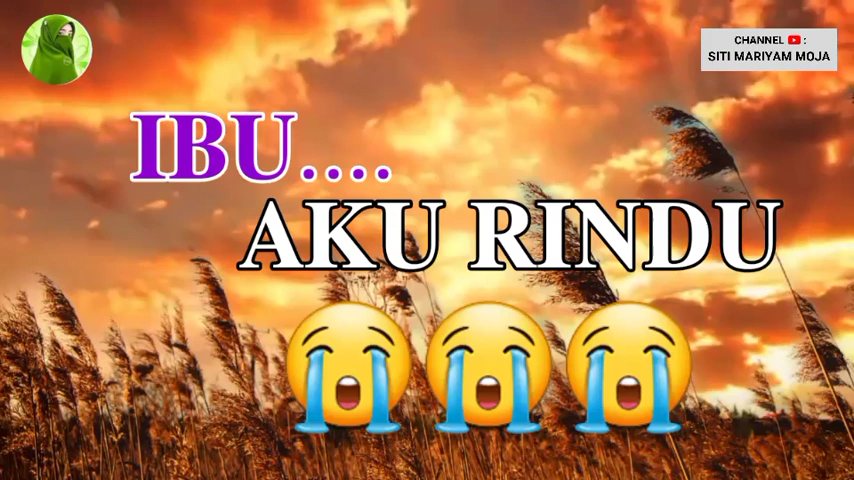 CHANNEL :
SITI MARIYAM MOJA
IBU....
AKU RINDU